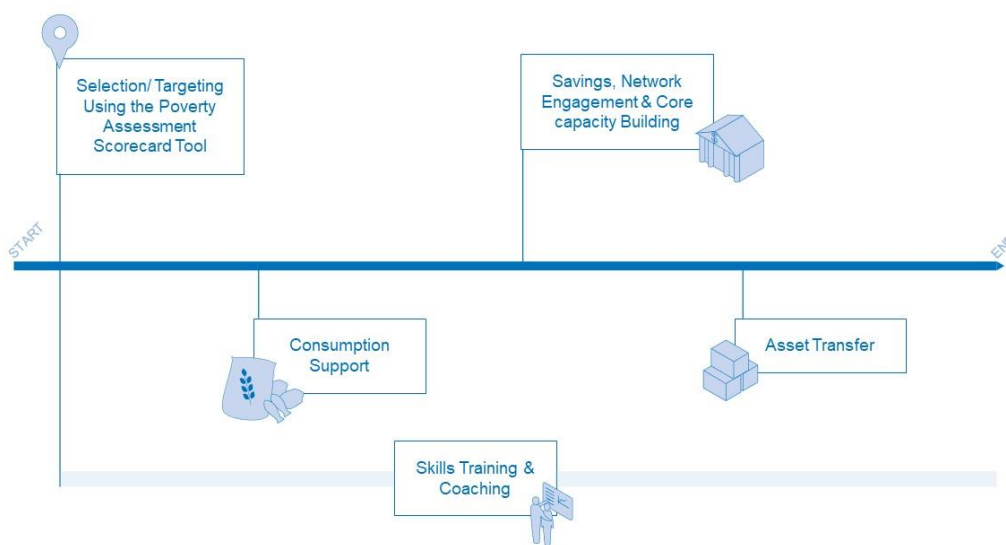 Selection/ Targeting
Using the Poverty
Assessment
Scorecard Tool
Savings, Network
Engagement & Core
capacity Building
START
Consumption
Support
Asset Transfer
Skills Training &
Coaching